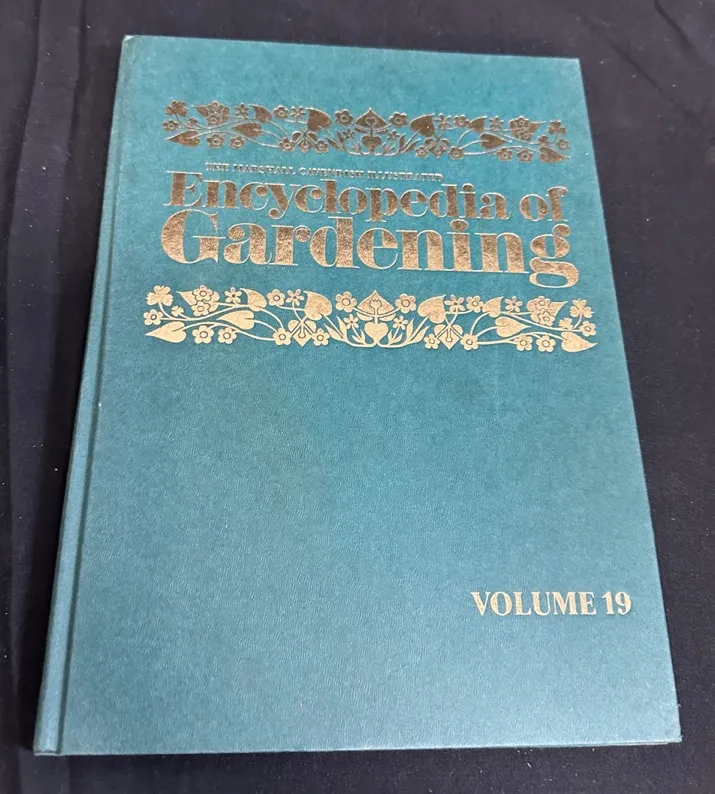 THE MARSHALL CAVENDISH ILLUSTRATED
Encyclopedia of
Gardening
VOLUME 19